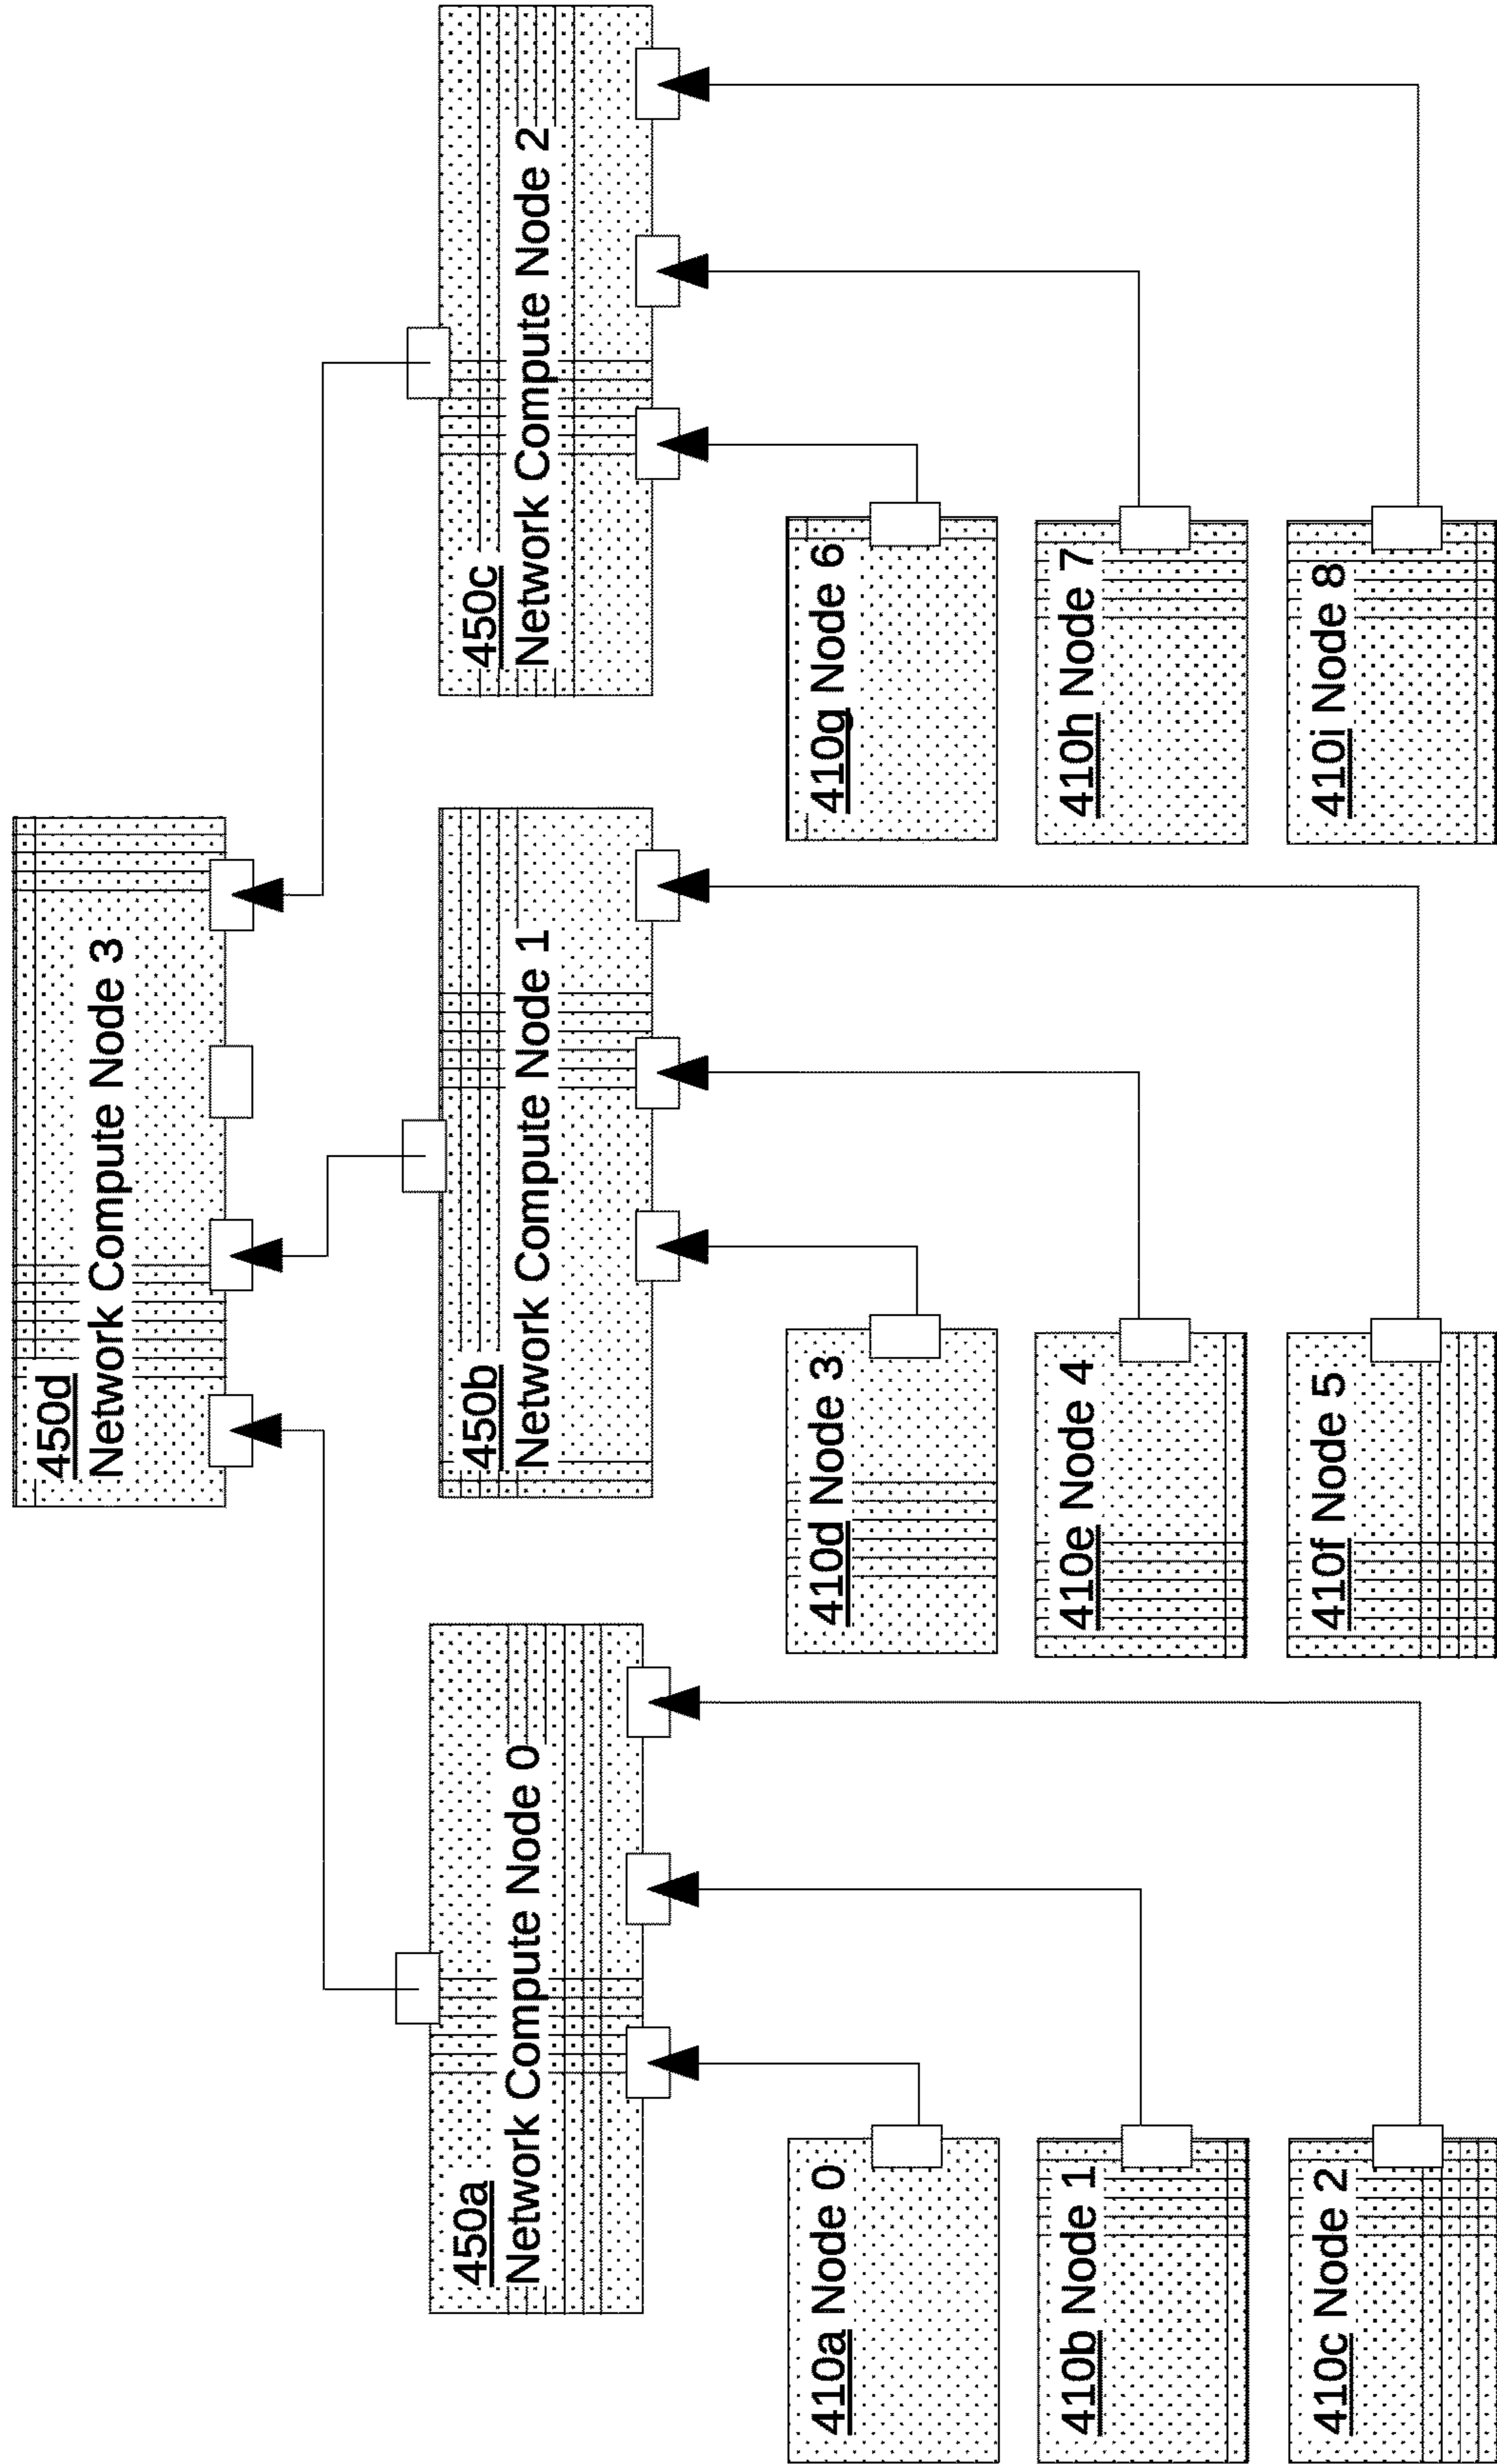 450d
Network Compute Node 3
450a
Network Compute Node 0
450b
Network Compute Node 1
450c
Network Compute Node 2
410a Node 0
410d Node 3
410g Node 6
410b Node 1
410e Node 4
410h Node 7
410c Node 2
410f Node 5
410i Node 8